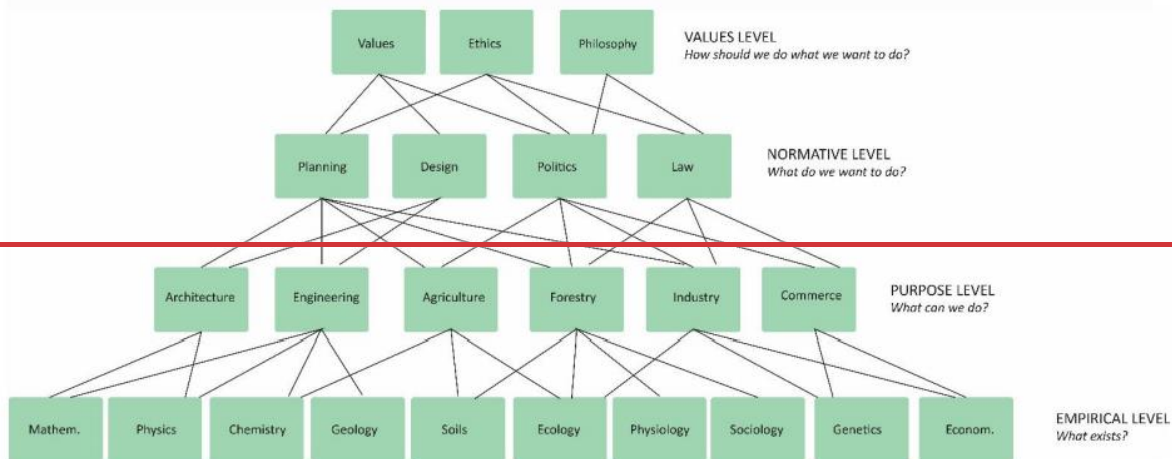 Values Ethics Philosophy
VALUES LEVEL
How should we do what we want to do?
Planning Design Politics Law
NORMATIVE LEVEL
What do we want to do?
Architecture Engineering Agriculture Forestry Industry Commerce
PURPOSE LEVEL
What can we do?
Mathem. Physics Chemistry Geology Soils Ecology Physiology Sociology Genetics Econom.
EMPIRICAL LEVEL
What exists?